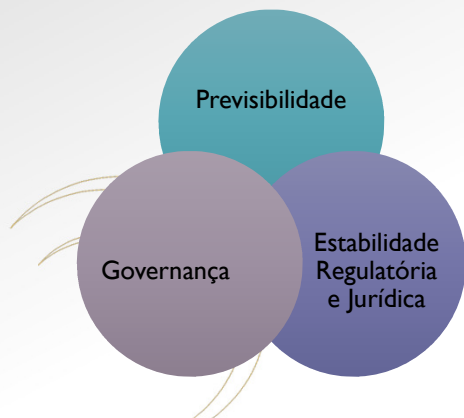 Previsibilidade
Governança
Estabilidade
Regulatória
e Jurídica